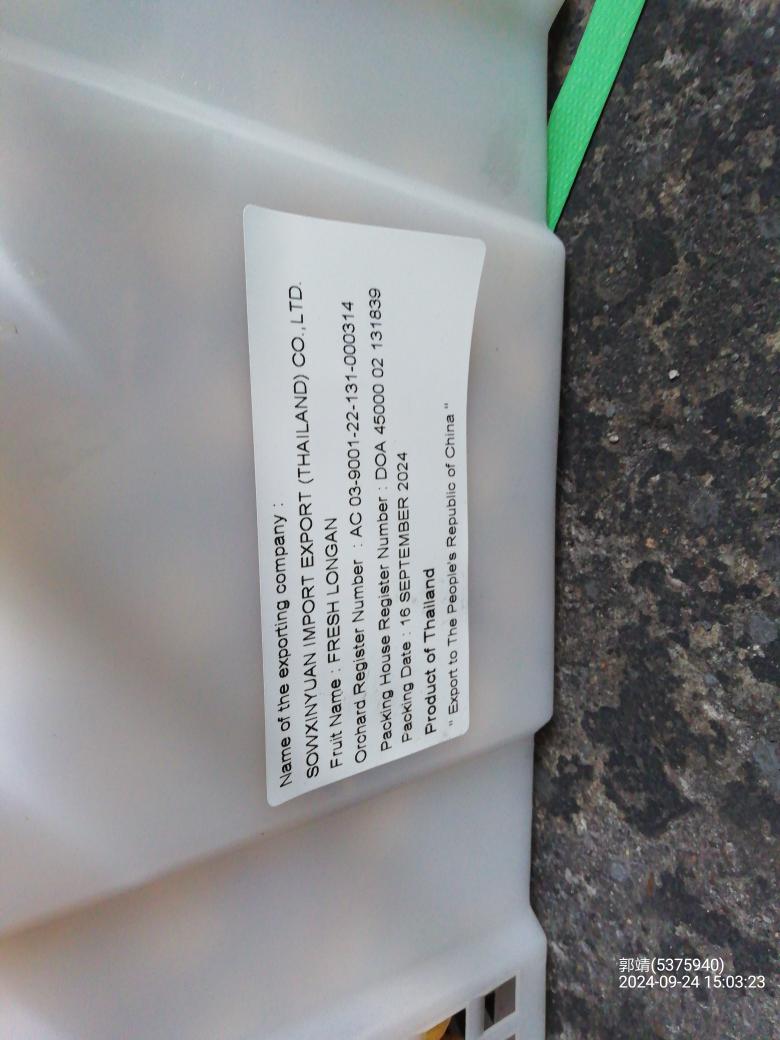 Name of the exporting company :
SOWXINYUAN IMPORT EXPORT (THAILAND) CO.,LTD.
Fruit Name : FRESH LONGAN
Orchard Register Number : AC 03-9001-22-131-000314
Packing House Register Number : DOA 45000 02 131839
Packing Date : 16 SEPTEMBER 2024
Product of Thailand
" Export to The People's Republic of China "
郭靖(5375940)
2024-09-24 15:03:23